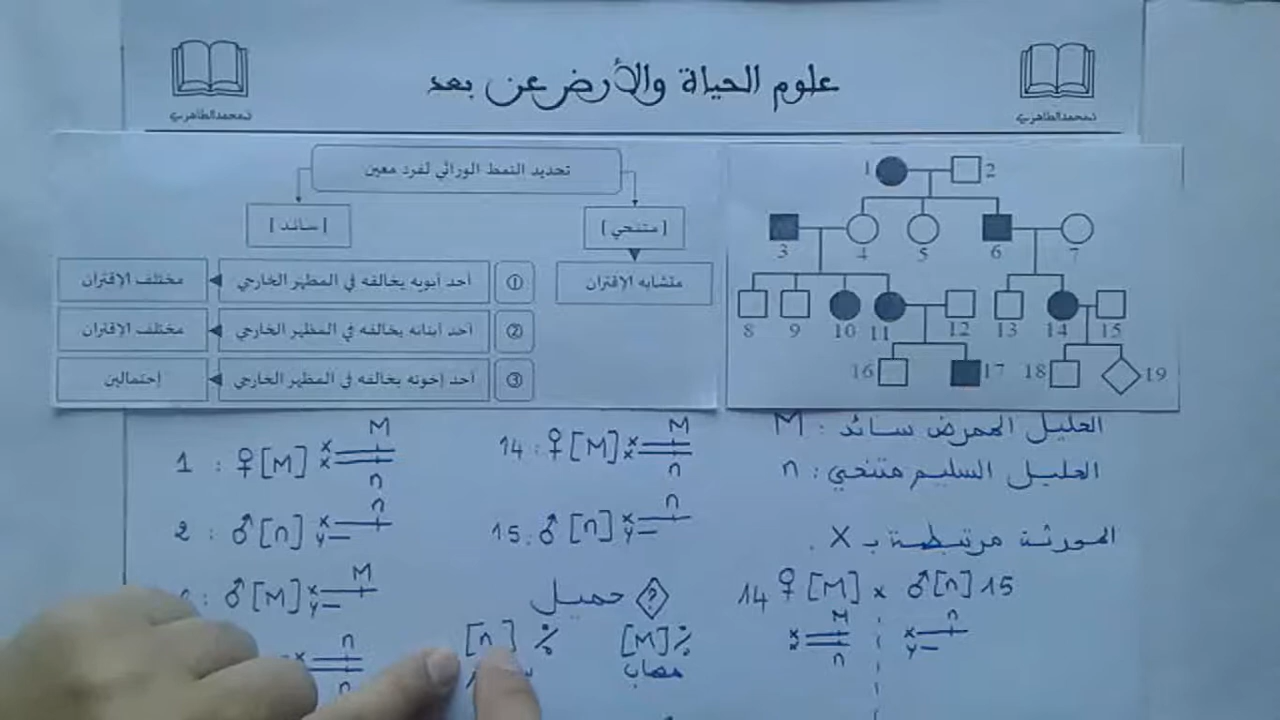 علوم الحياة والأرض عن بعد
ذ محمد الطاهري
ذ محمد الطاهري
تحديد النمط الوراثي لفرد معين
[متنحي]
[سائد]
متشابه الإقتران
① أحد أبويه يخالفه في المظهر الخارجي مختلف الإقتران
② أحد أبنائه يخالفه في المظهر الخارجي مختلف الإقتران
③ أحد إخوته يخالفه في المظهر الخارجي إحتمالين
1 2
3 4 5 6 7
8 9 10 11 12 13 14 15
16 17 18 19
M : الحليل الممرض سائد
n : الحليل السليم متنحي
المورثة مرتبطة بـ X .
1 : ♀ [M] X X M n
2 : ♂ [n] X Y n
: ♂ [M] X Y M
X n n
14 : ♀ [M] X X M n
15 : ♂ [n] X Y n
? حميل
[M] %
مصاب
[n] %
14 ♀ [M] x ♂ [n] 15
X X M n
X Y n